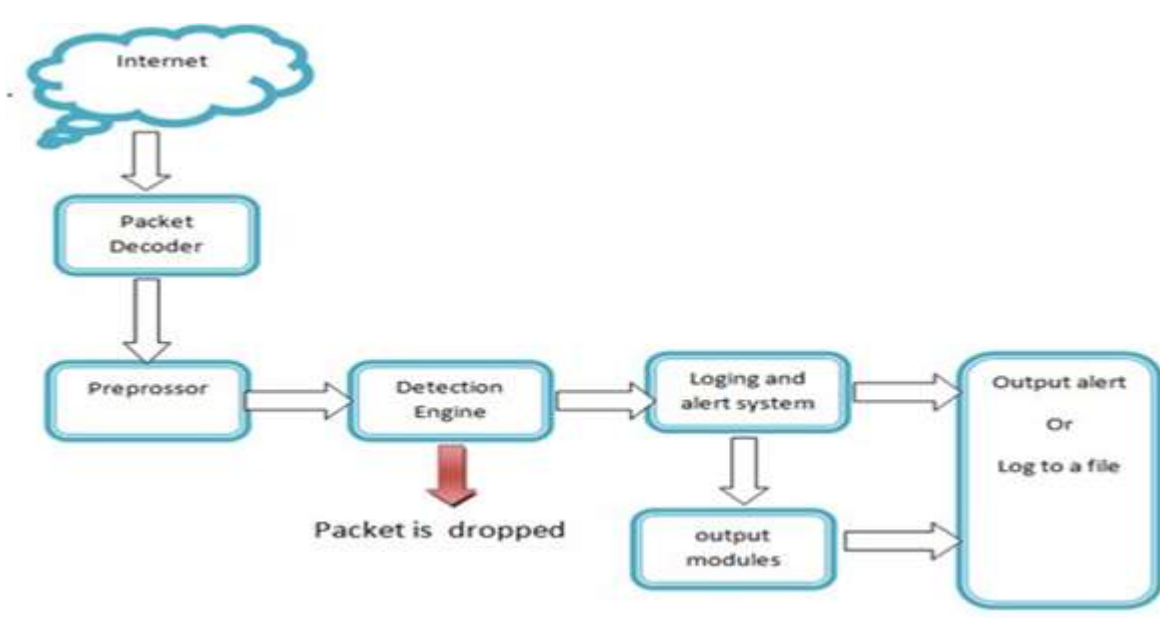 Internet
Packet
Decoder
Preprossor
Detection
Engine
Packet is dropped
Loging and
alert system
output
modules
Output alert
Or
Log to a file